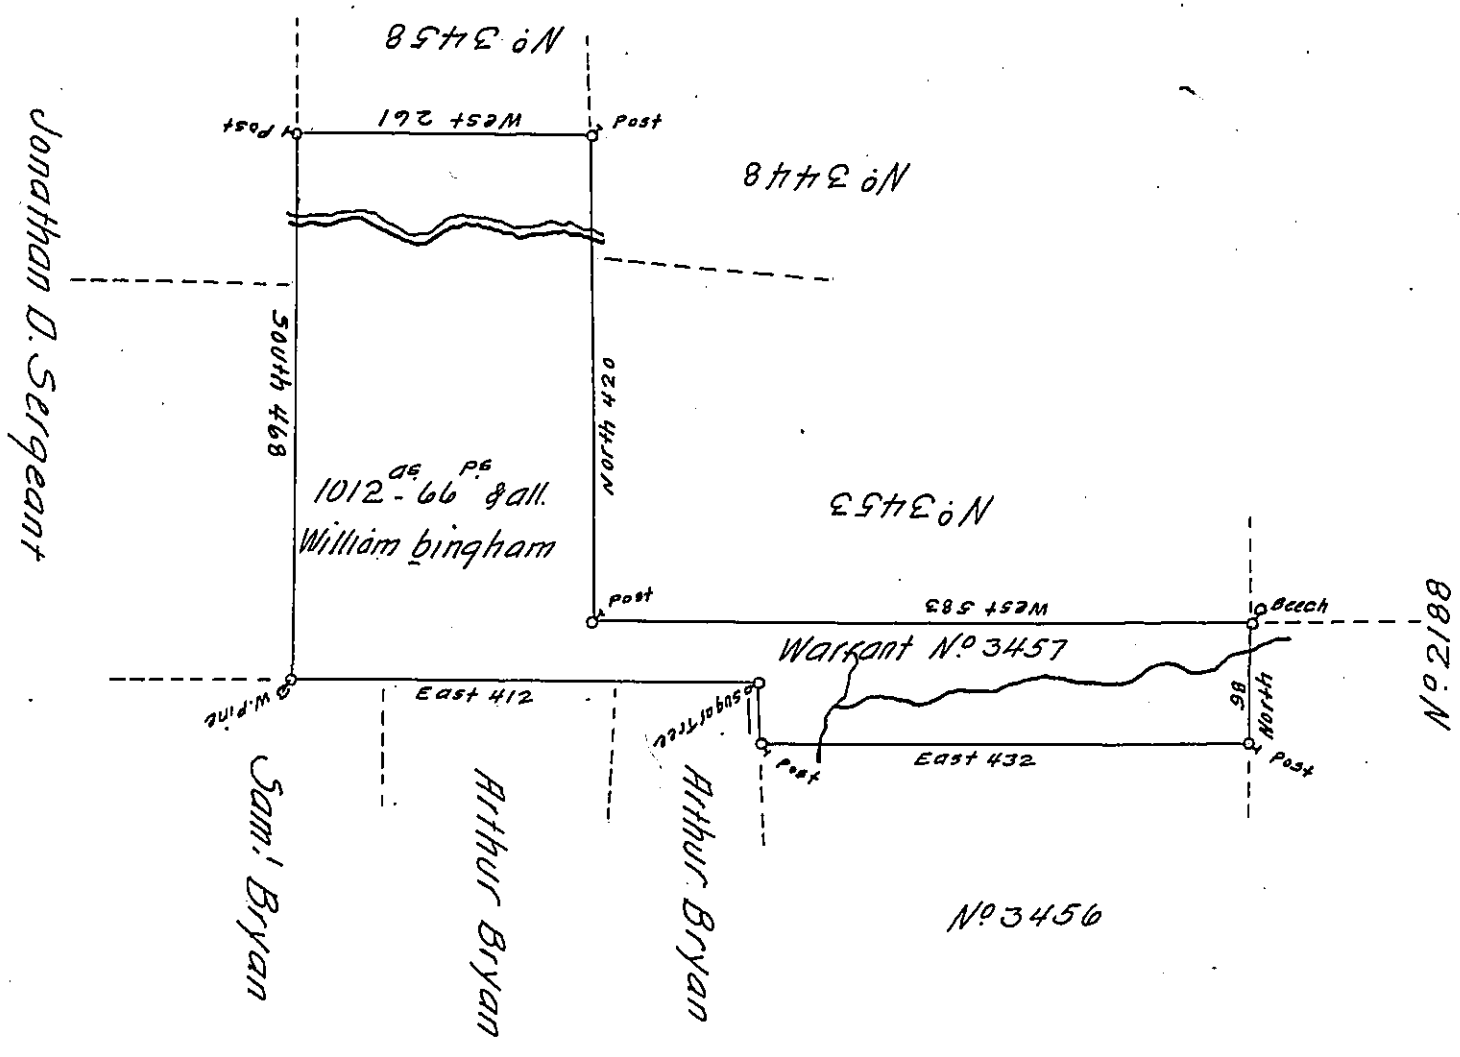 Nº 3458
West 261
Post
Post
Nº 3448
Jonathan D. Sergeant
South 468
North 420
1012 as. 66 ps & all.
William bingham
Nº 3453
Post
West 583
Beech
Nº 2188
Warrant Nº 3457
North 86
W. Pine
East 412
Sugar Tree
Post
East 432
Post
Sam! Bryan
Arthur Bryan
Arthur Bryan
Nº 3456